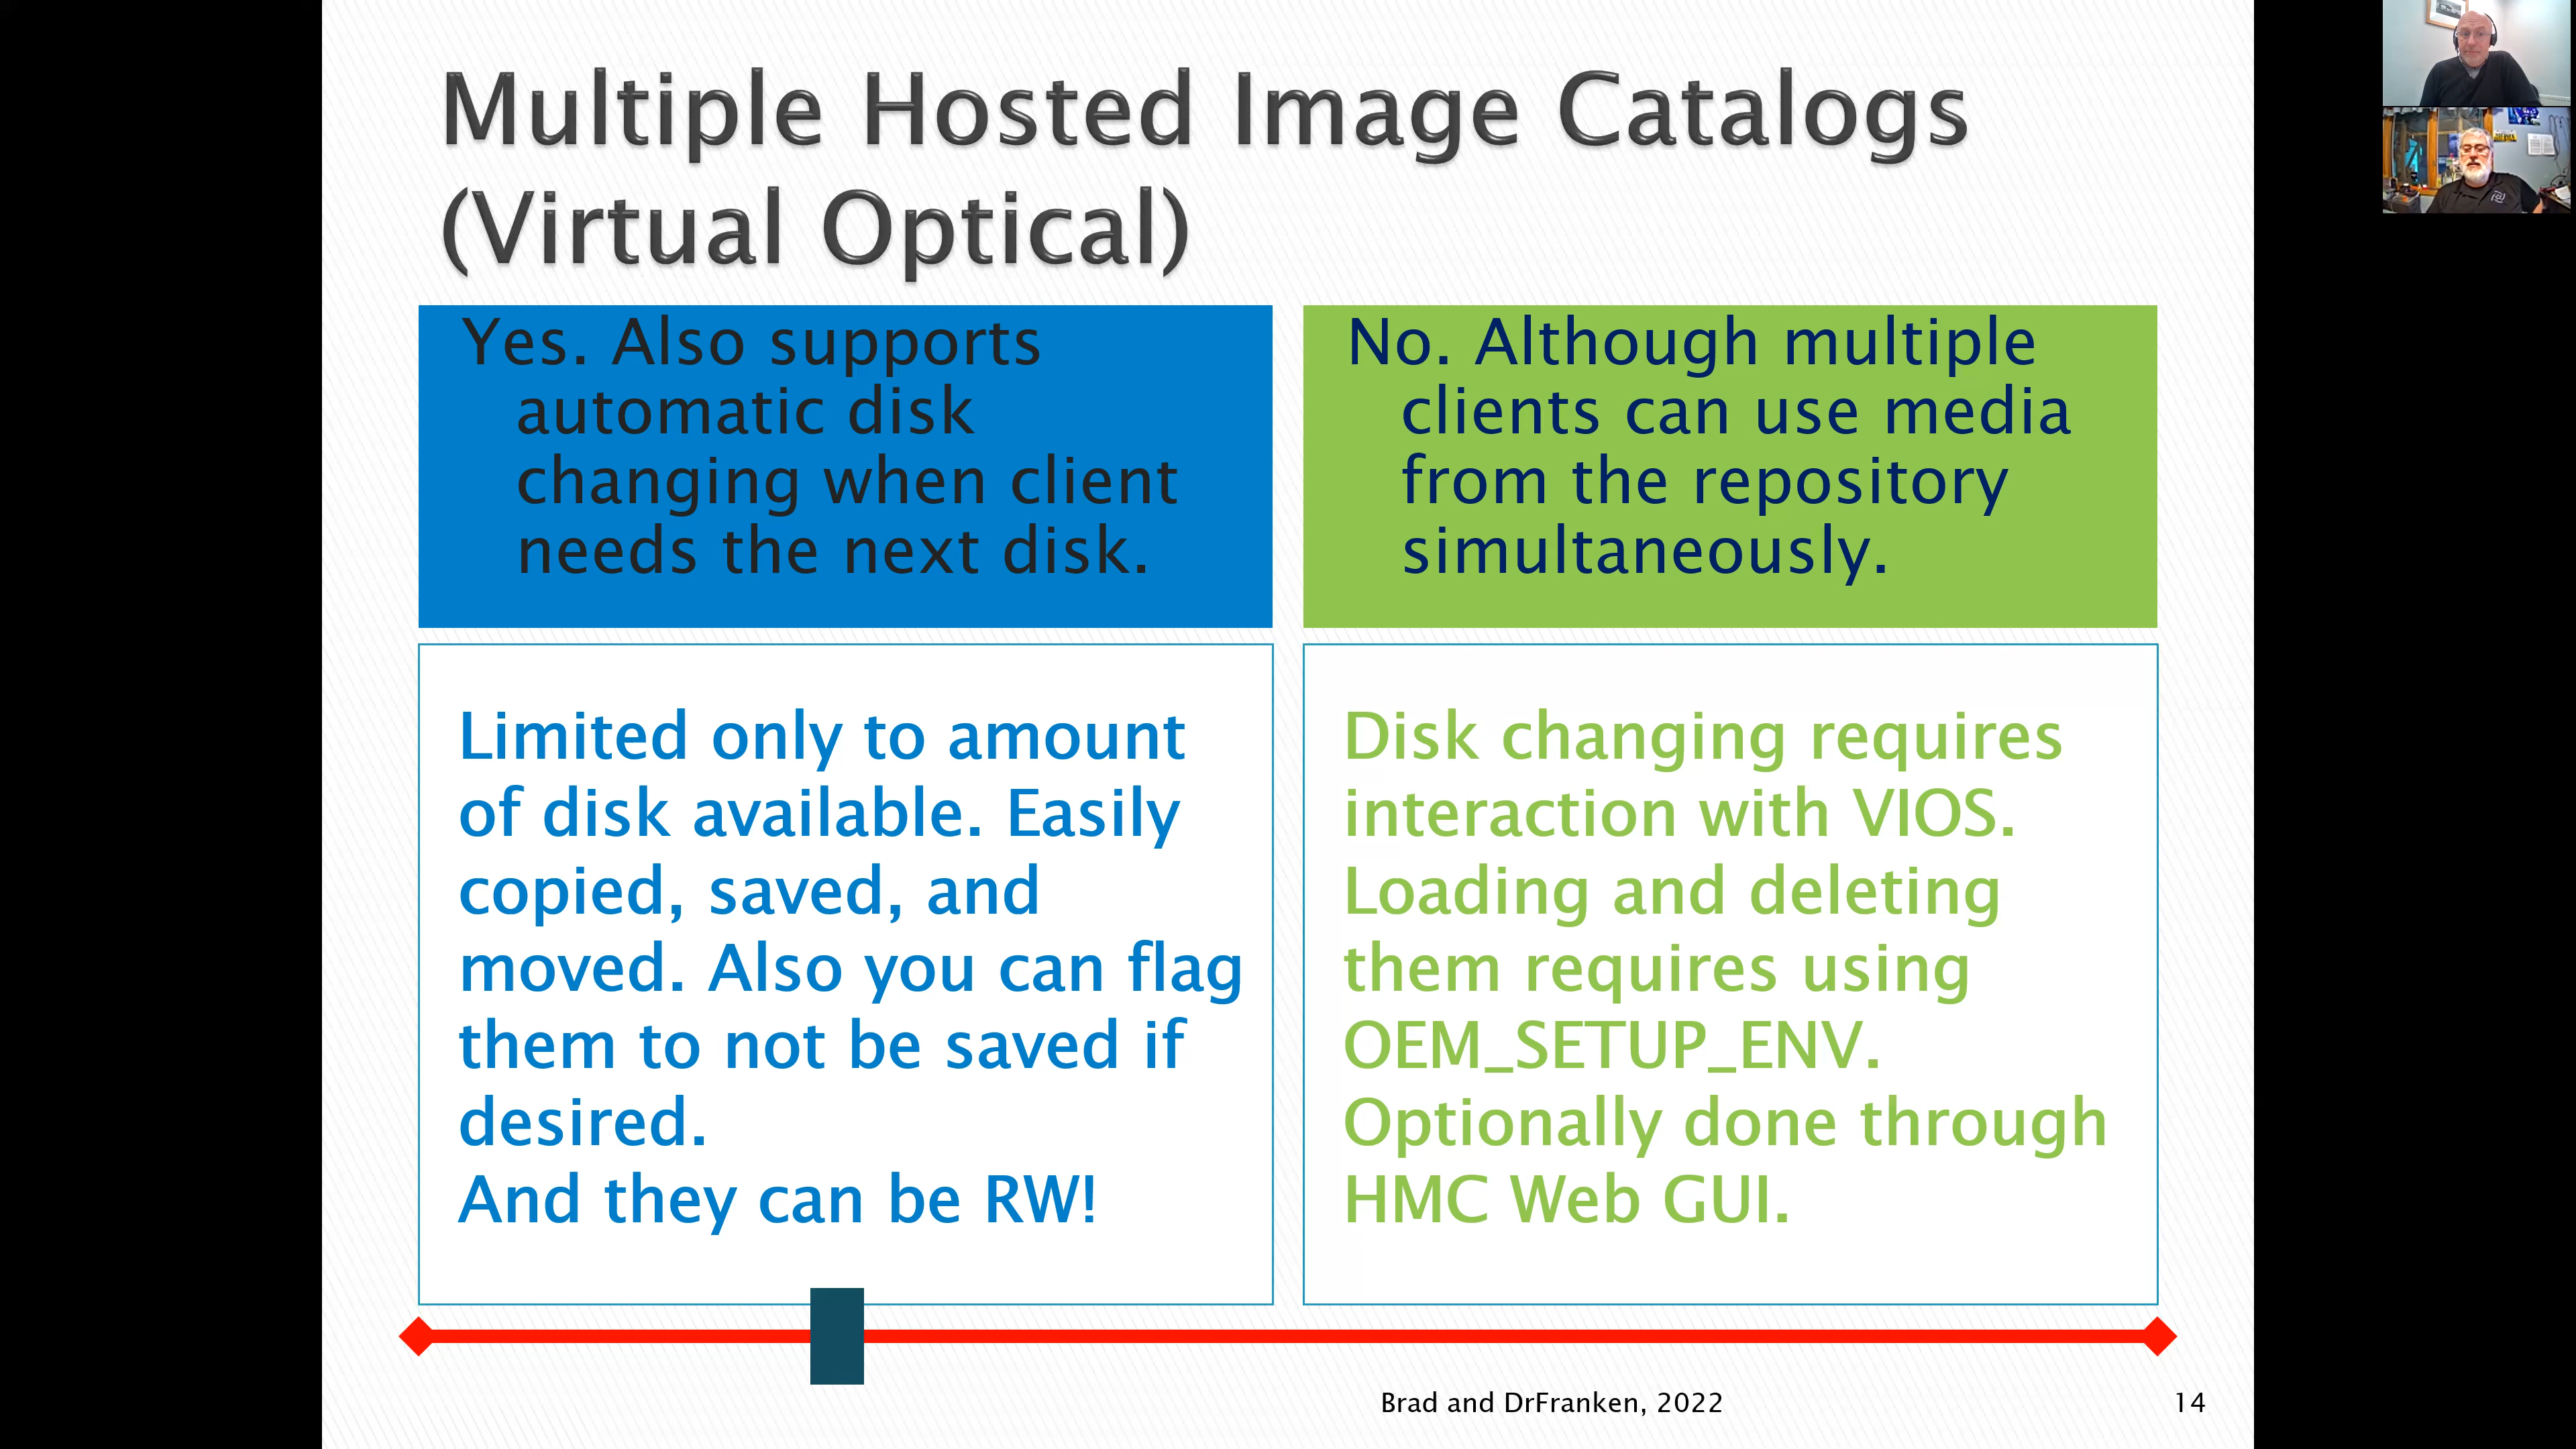 Multiple Hosted Image Catalogs
(Virtual Optical)
Yes. Also supports
automatic disk
changing when client
needs the next disk.
No. Although multiple
clients can use media
from the repository
simultaneously.
Limited only to amount
of disk available. Easily
copied, saved, and
moved. Also you can flag
them to not be saved if
desired.
And they can be RW!
Disk changing requires
interaction with VIOS.
Loading and deleting
them requires using
OEM_SETUP_ENV.
Optionally done through
HMC Web GUI.
Brad and DrFranken, 2022
14